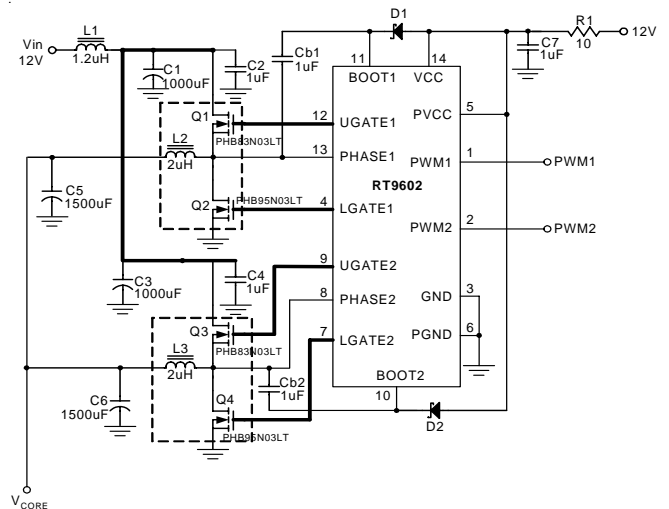 L1
Vin
12V
1.2uH
C1
1000uF
C2
1uF
Cb1
1uF
D1
11
14
BOOT1
VCC
C7
1uF
R1
10
12V
Q1
PHB83N03LT
12
UGATE1
PVCC
5
L2
2uH
13
PHASE1
PWM1
1
PWM1
RT9602
C5
1500uF
Q2
PHB95N03LT
4
LGATE1
PWM2
2
PWM2
C3
1000uF
C4
1uF
9
UGATE2
8
PHASE2
GND
3
Q3
PHB83N03LT
7
LGATE2
PGND
6
L3
2uH
BOOT2
10
Cb2
1uF
C6
1500uF
Q4
PHB95N03LT
D2
VCORE